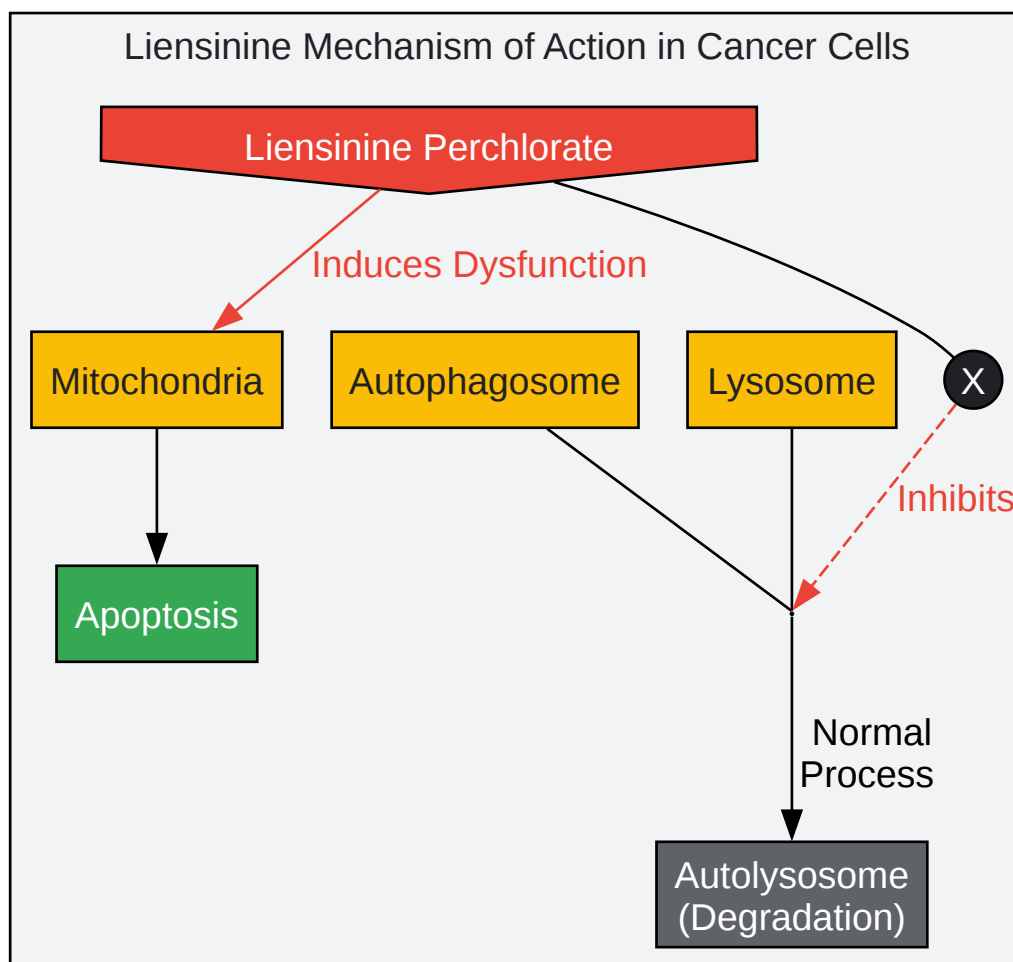 Liensinine Mechanism of Action in Cancer Cells
Liensinine Perchlorate
Induces Dysfunction
Mitochondria
Autophagosome
Lysosome
X
Inhibits
Apoptosis
Normal
Process
Autolysosome
(Degradation)